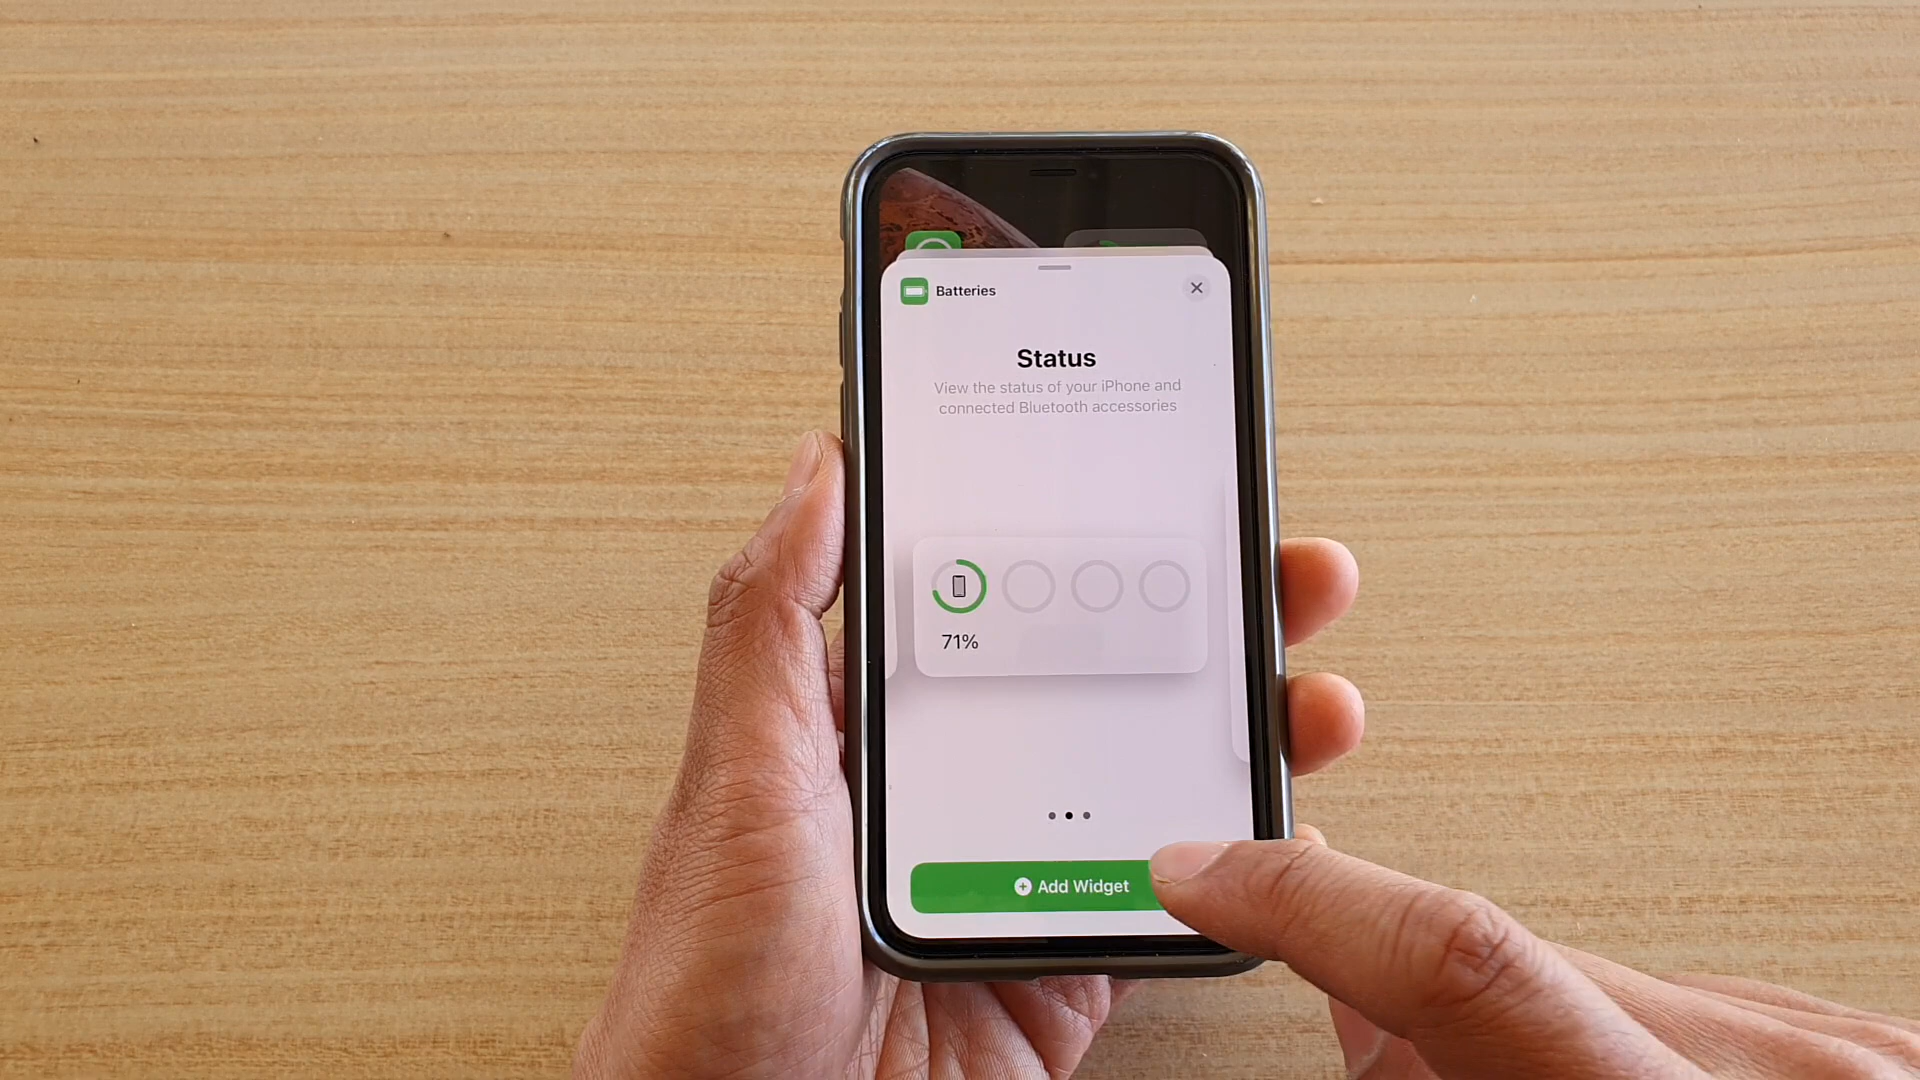 Batteries
Status
View the status of your iPhone and
connected Bluetooth accessories
71%
Add Widget